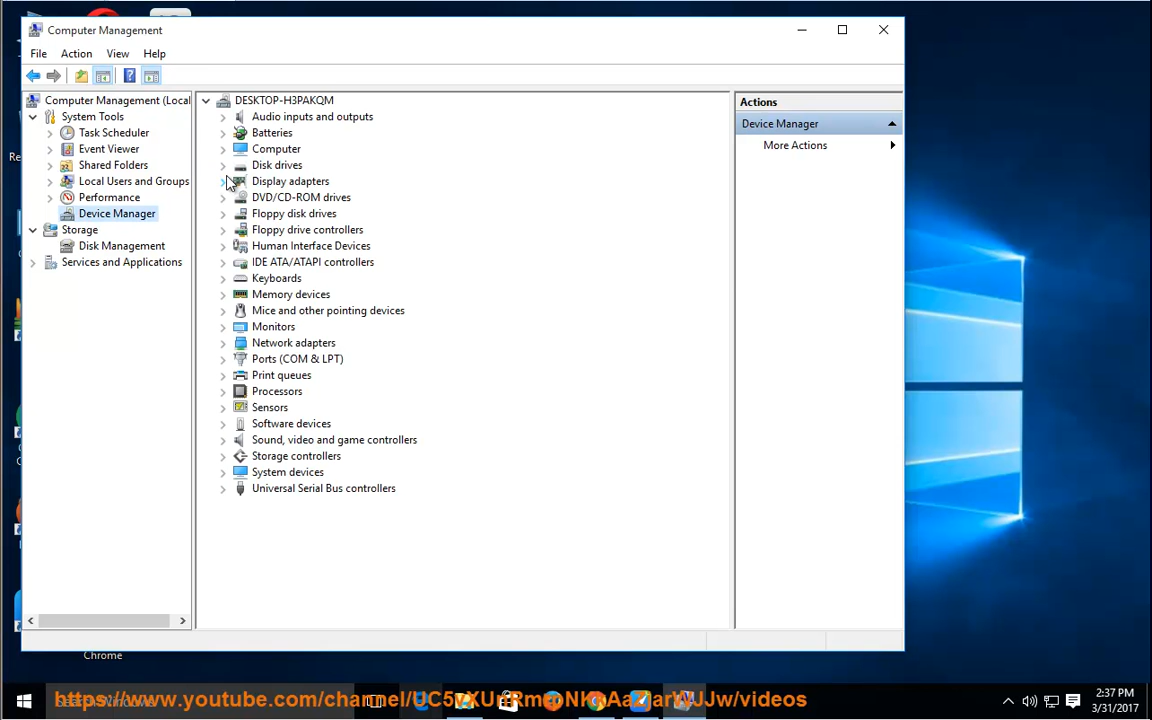 Computer Management
File Action View Help
Computer Management (Local
System Tools
Task Scheduler
Event Viewer
Shared Folders
Local Users and Groups
Performance
Device Manager
Storage
Disk Management
Services and Applications
DESKTOP-H3PAKQM
Audio inputs and outputs
Batteries
Computer
Disk drives
Display adapters
DVD/CD-ROM drives
Floppy disk drives
Floppy drive controllers
Human Interface Devices
IDE ATA/ATAPI controllers
Keyboards
Memory devices
Mice and other pointing devices
Monitors
Network adapters
Ports (COM & LPT)
Print queues
Processors
Sensors
Software devices
Sound, video and game controllers
Storage controllers
System devices
Universal Serial Bus controllers
Actions
Device Manager
More Actions
Chrome
2:37 PM
3/31/2017